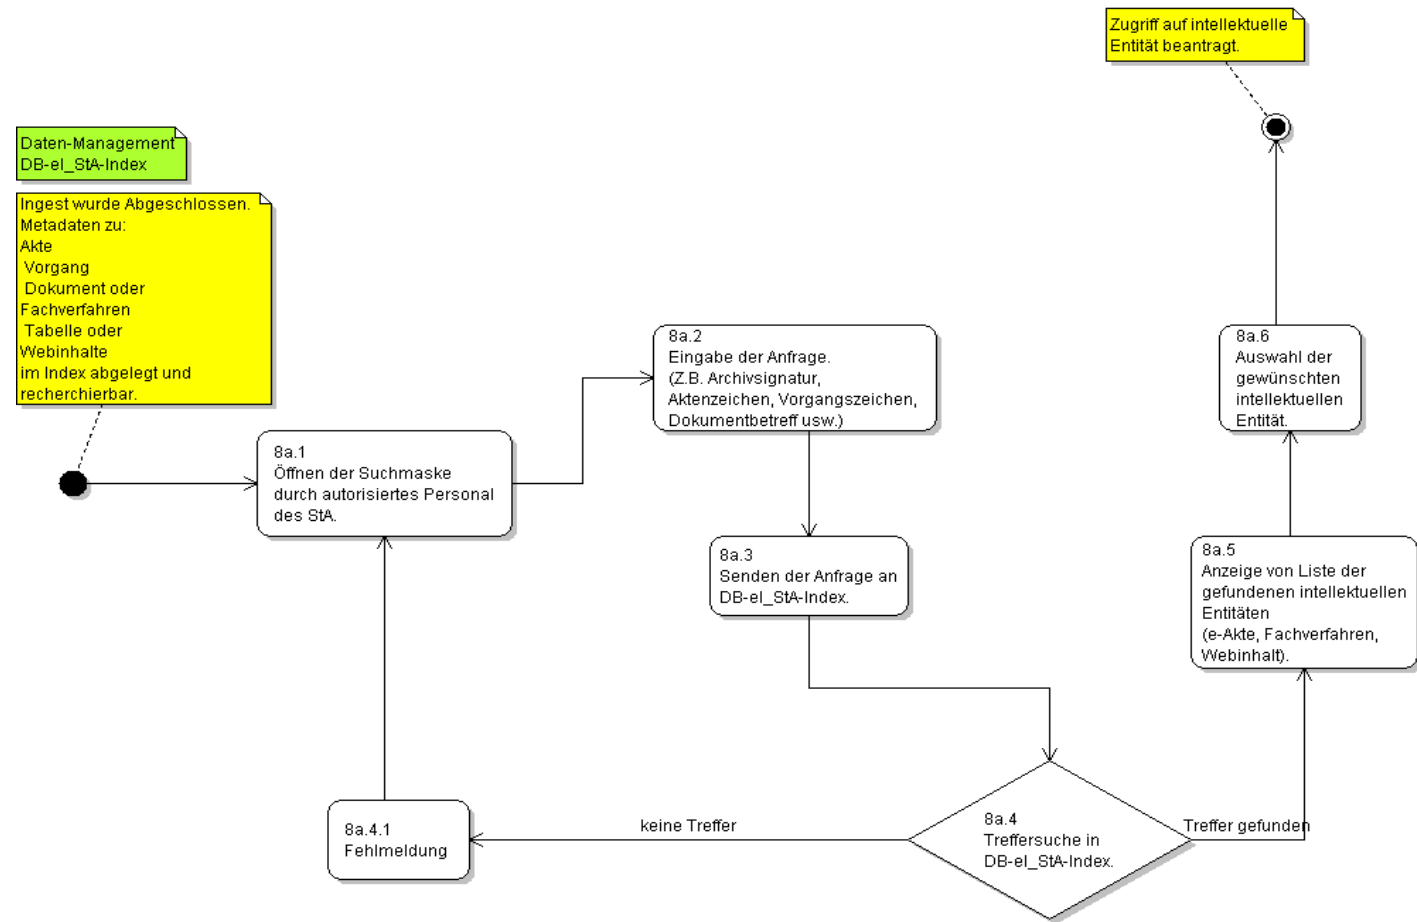 Zugriff auf intellektuelle
Entität beantragt.
Daten-Management
DB-el_StA-Index
Ingest wurde Abgeschlossen.
Metadaten zu:
Akte
Vorgang
Dokument oder
Fachverfahren
Tabelle oder
Webinhalte
im Index abgelegt und
recherchierbar.
8a.1
Öffnen der Suchmaske
durch autorisiertes Personal
des StA.
8a.2
Eingabe der Anfrage.
(Z.B. Archivsignatur,
Aktenzeichen, Vorgangszeichen,
Dokumentbetreff usw.)
8a.3
Senden der Anfrage an
DB-el_StA-Index.
8a.4
Treffersuche in
DB-el_StA-Index.
keine Treffer
8a.4.1
Fehlmeldung
Treffer gefunden
8a.5
Anzeige von Liste der
gefundenen intellektuellen
Entitäten
(e-Akte, Fachverfahren,
Webinhalt).
8a.6
Auswahl der
gewünschten
intellektuellen
Entität.